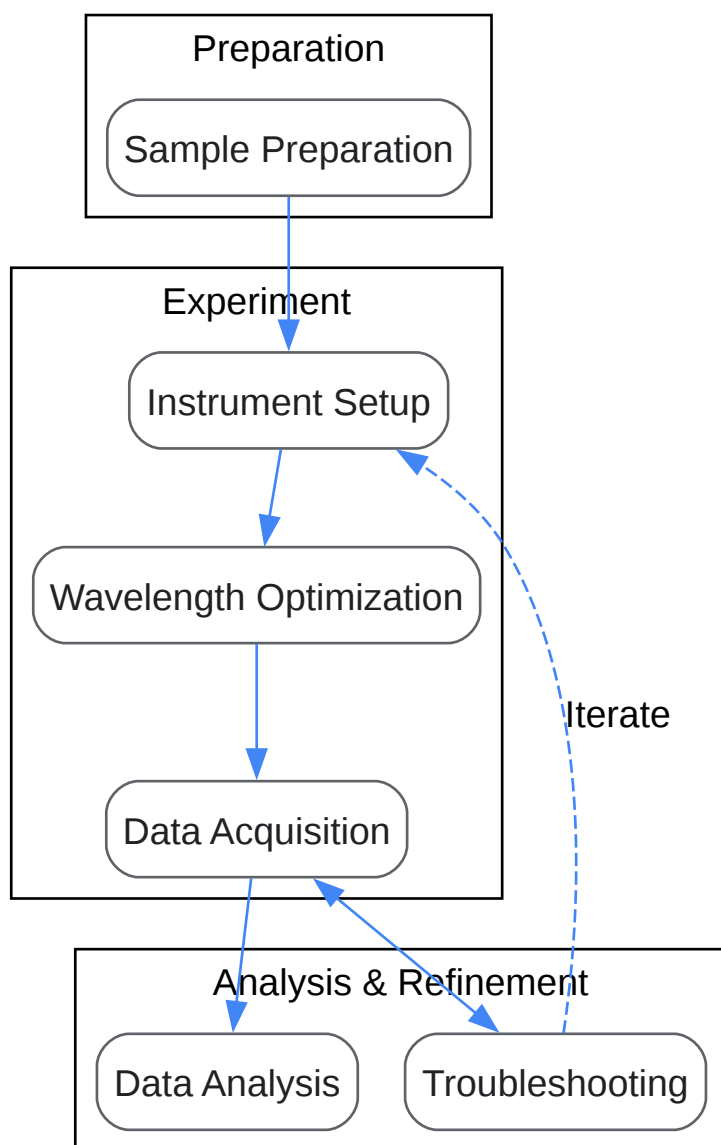 Preparation
Sample Preparation
Experiment
Instrument Setup
Wavelength Optimization
Iterate
Data Acquisition
Analysis & Refinement
Data Analysis
Troubleshooting